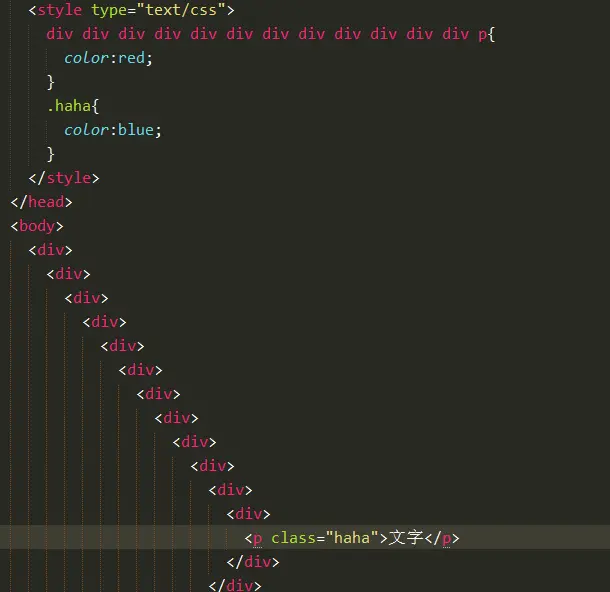 <style type="text/css">
div div div div div div div div div div div div p{
color:red;
}
.haha{
color:blue;
}
</style>
</head>
<body>
<div>
<div>
<div>
<div>
<div>
<div>
<div>
<div>
<div>
<div>
<div>
<div>
<p class="haha">文字</p>
</div>
</div>